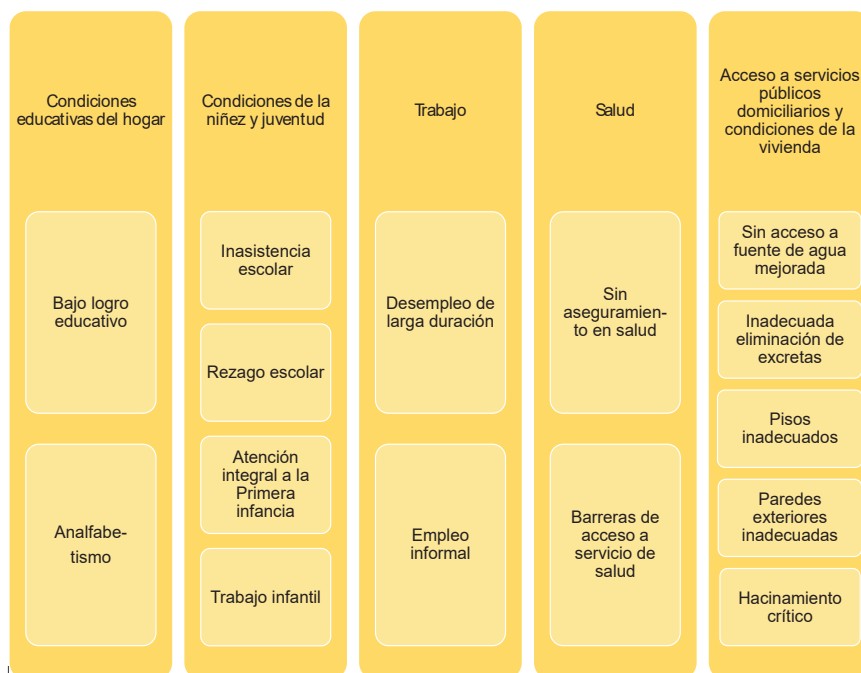 Condiciones
educativas del hogar
Bajo logro
educativo
Analfabe-
tismo
Condiciones de la
niñez y juventud
Inasistencia
escolar
Rezago escolar
Atención
integral a la
Primera
infancia
Trabajo infantil
Trabajo
Desempleo de
larga duración
Empleo
informal
Salud
Sin
aseguramien-
to en salud
Barreras de
acceso a
servicio de
salud
Acceso a servicios
públicos
domiciliarios y
condiciones de la
vivienda
Sin acceso a
fuente de agua
mejorada
Inadecuada
eliminación de
excretas
Pisos
inadecuados
Paredes
exteriores
inadecuadas
Hacinamiento
crítico